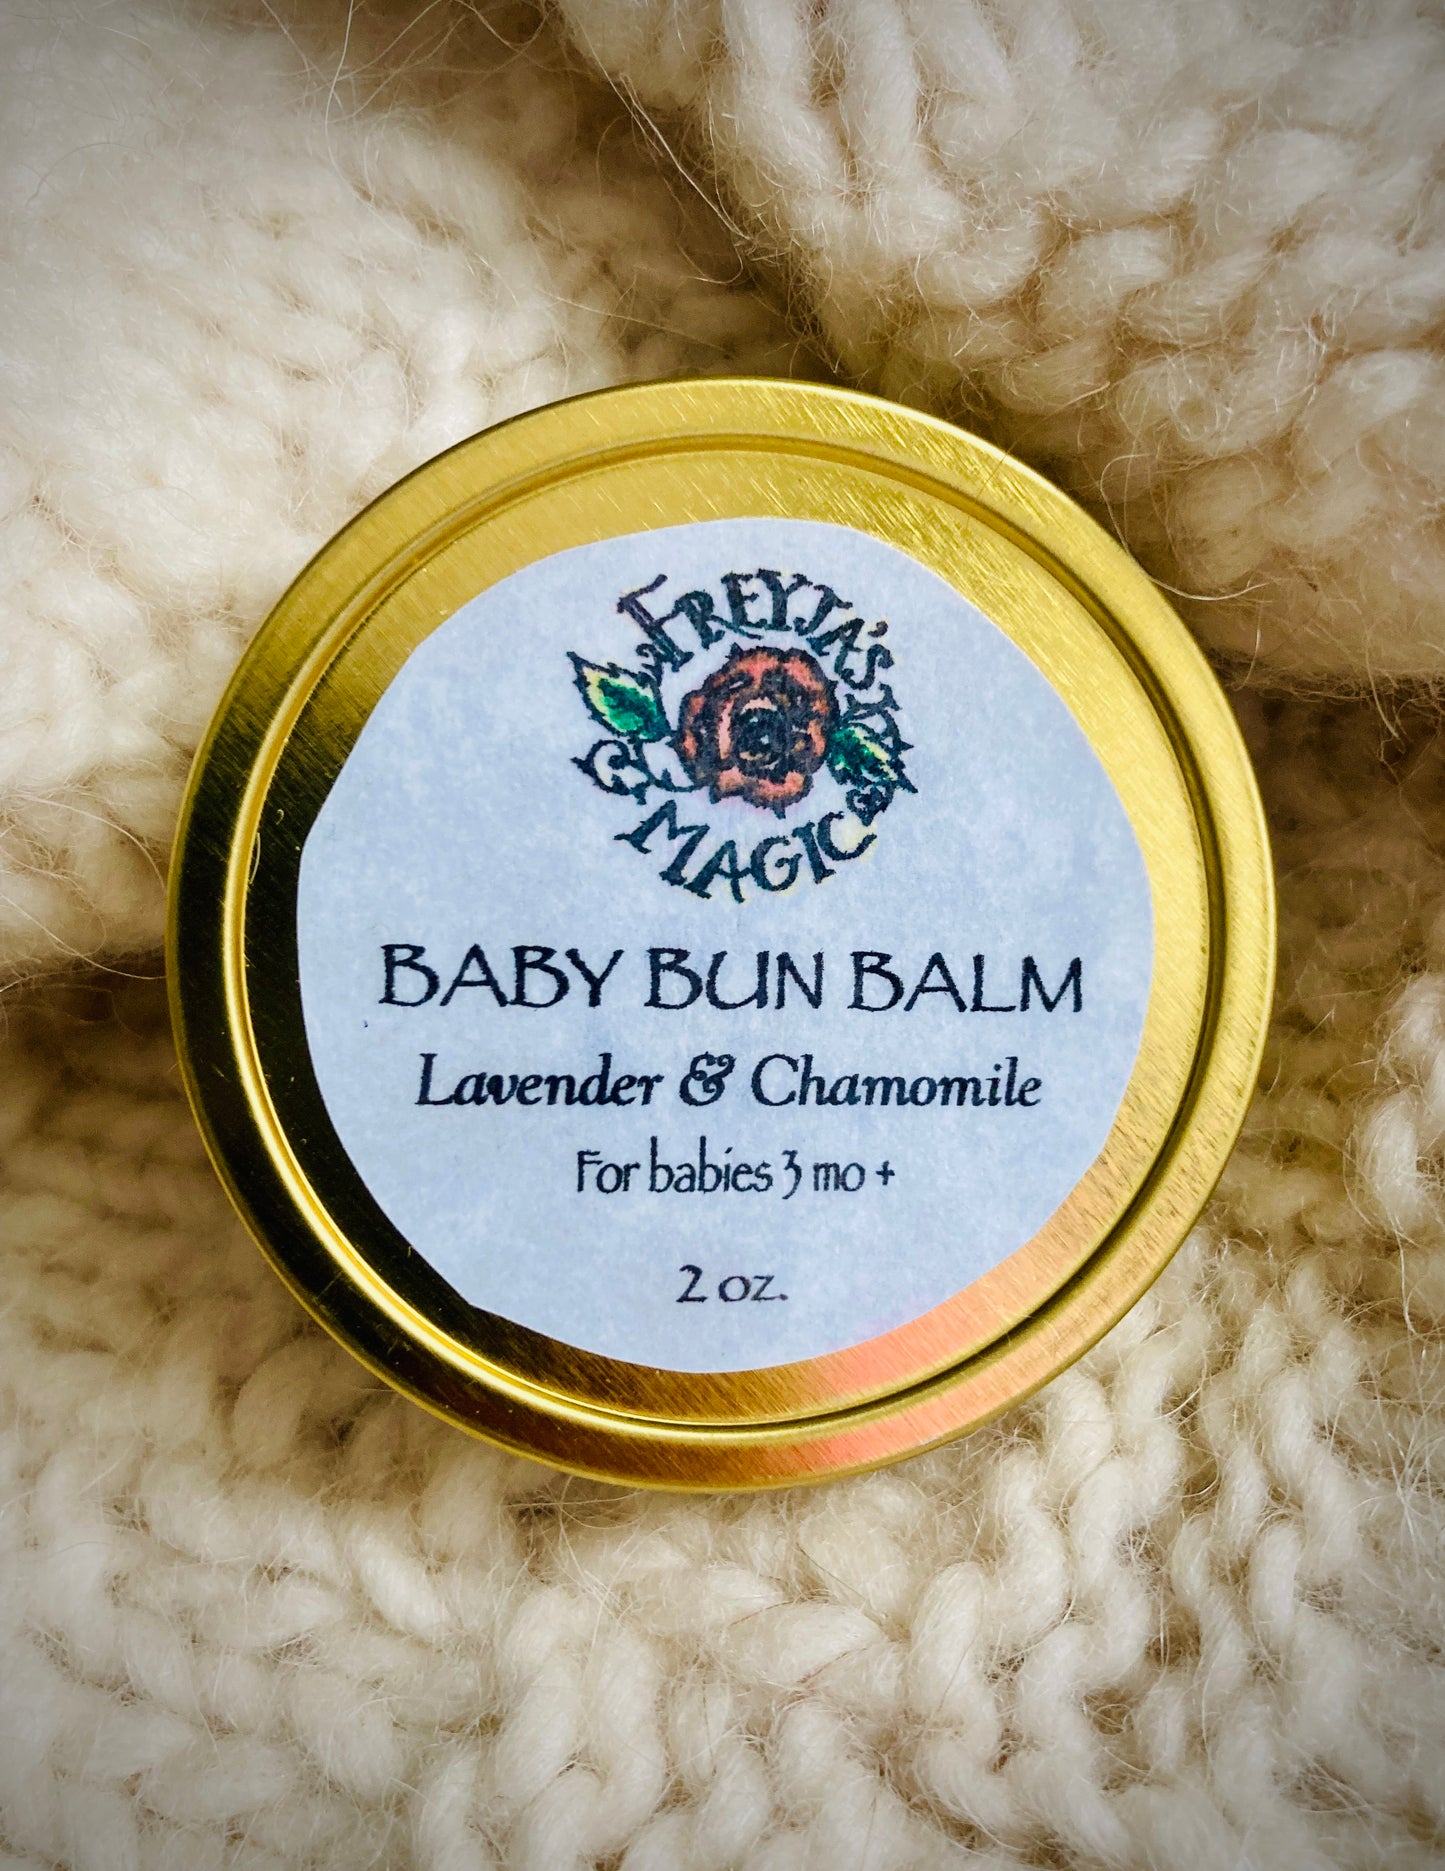 FREYJA'S
MAGIC
BABY BUN BALM
Lavender & Chamomile
For babies 3 mo +
2 oz.